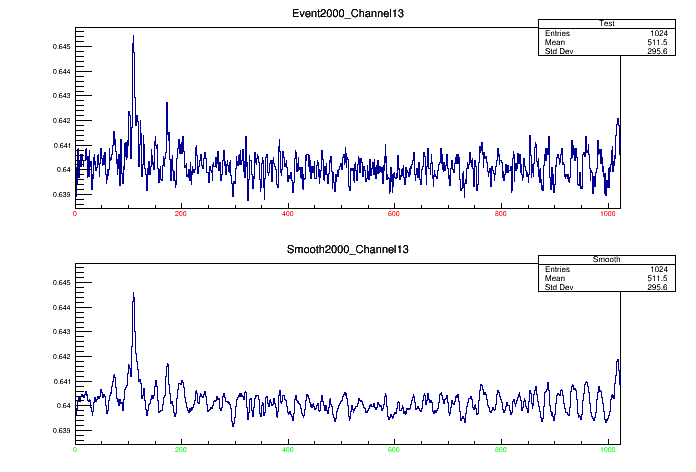 Event2000_Channel13
Test
Entries 1024
Mean 511.5
Std Dev 295.6
0.645
0.644
0.643
0.642
0.641
0.64
0.639
0 200 400 600 800 1000
Smooth2000_Channel13
Smooth
Entries 1024
Mean 511.5
Std Dev 295.6
0.645
0.644
0.643
0.642
0.641
0.64
0.639
0 200 400 600 800 1000